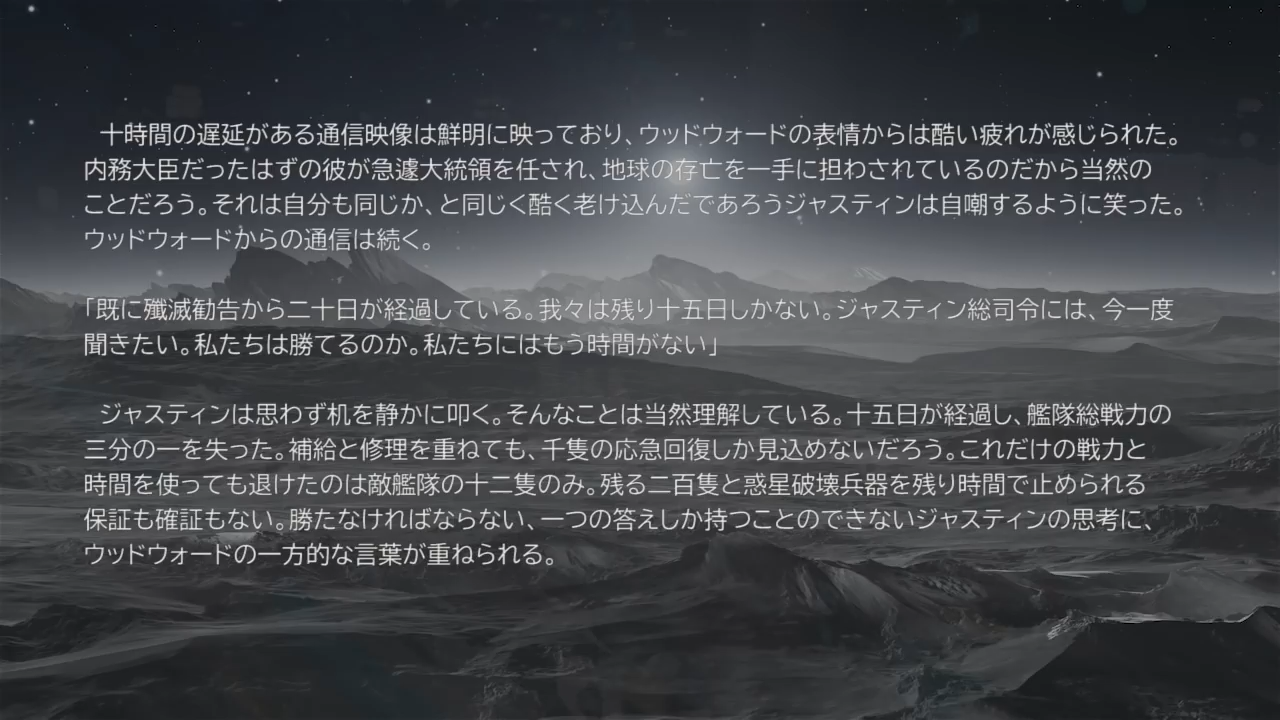 十時間の遅延がある通信映像は鮮明に映っており、ウッドウォードの表情からは酷い疲れが感じられた。
内務大臣だったはずの彼が急遽大統領を任され、地球の存亡を一手に担わされているのだから当然の
ことだろう。それは自分も同じか、と同じく酷く老け込んだであろうジャスティンは自嘲するように笑った。
ウッドウォードからの通信は続く。
「既に殲滅勧告から二十日が経過している。我々は残り十五日しかない。ジャスティン総司令には、今一度
聞きたい。私たちは勝てるのか。私たちにはもう時間がない」
ジャスティンは思わず机を静かに叩く。そんなことは当然理解している。十五日が経過し、艦隊総戦力の
三分の一を失った。補給と修理を重ねても、千隻の応急回復しか見込めないだろう。これだけの戦力と
時間を使っても退けたのは敵艦隊の十二隻のみ。残る二百隻と惑星破壊兵器を残り時間で止められる
保証も確証もない。勝たなければならない、一つの答えしか持つことのできないジャスティンの思考に、
ウッドウォードの一方的な言葉が重ねられる。